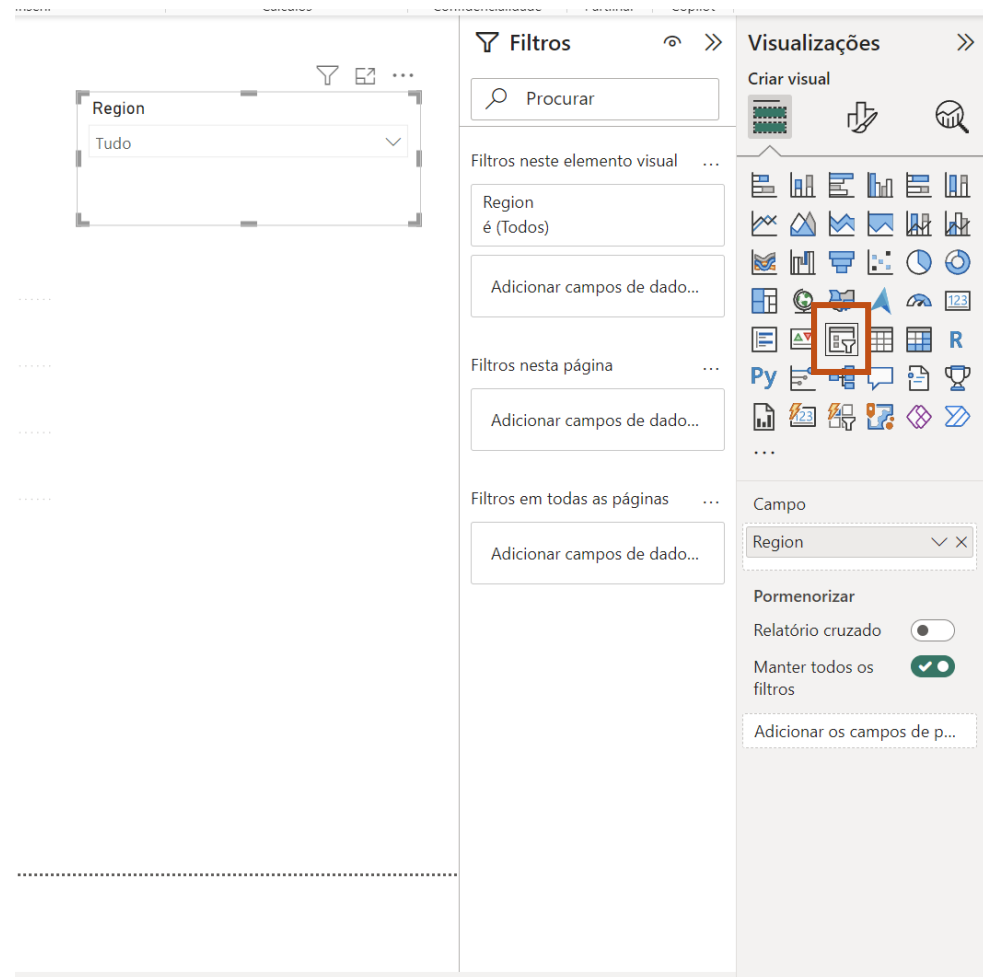 Region
Tudo
Filtros
Procurar
Filtros neste elemento visual
Region
é (Todos)
Adicionar campos de dado...
Filtros nesta página
Adicionar campos de dado...
Filtros em todas as páginas
Adicionar campos de dado...
Visualizações
Criar visual
123
R
Py
123
Campo
Region
Pormenorizar
Relatório cruzado
Manter todos os
filtros
Adicionar os campos de p...